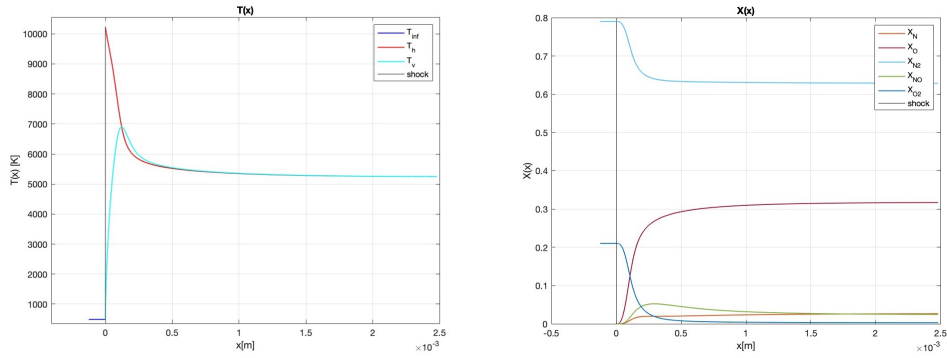 T(x)
10000
9000
8000
7000
6000
5000
4000
3000
2000
1000
T(x) [K]
0
0.5
1
1.5
2
2.5
×10⁻³
x[m]
T_inf
T_h
T_v
shock
X(x)
0.8
0.7
0.6
0.5
0.4
0.3
0.2
0.1
0
X(x)
-0.5
0
0.5
1
1.5
2
2.5
×10⁻³
x[m]
X_N
X_O
X_N2
X_NO
X_O2
shock